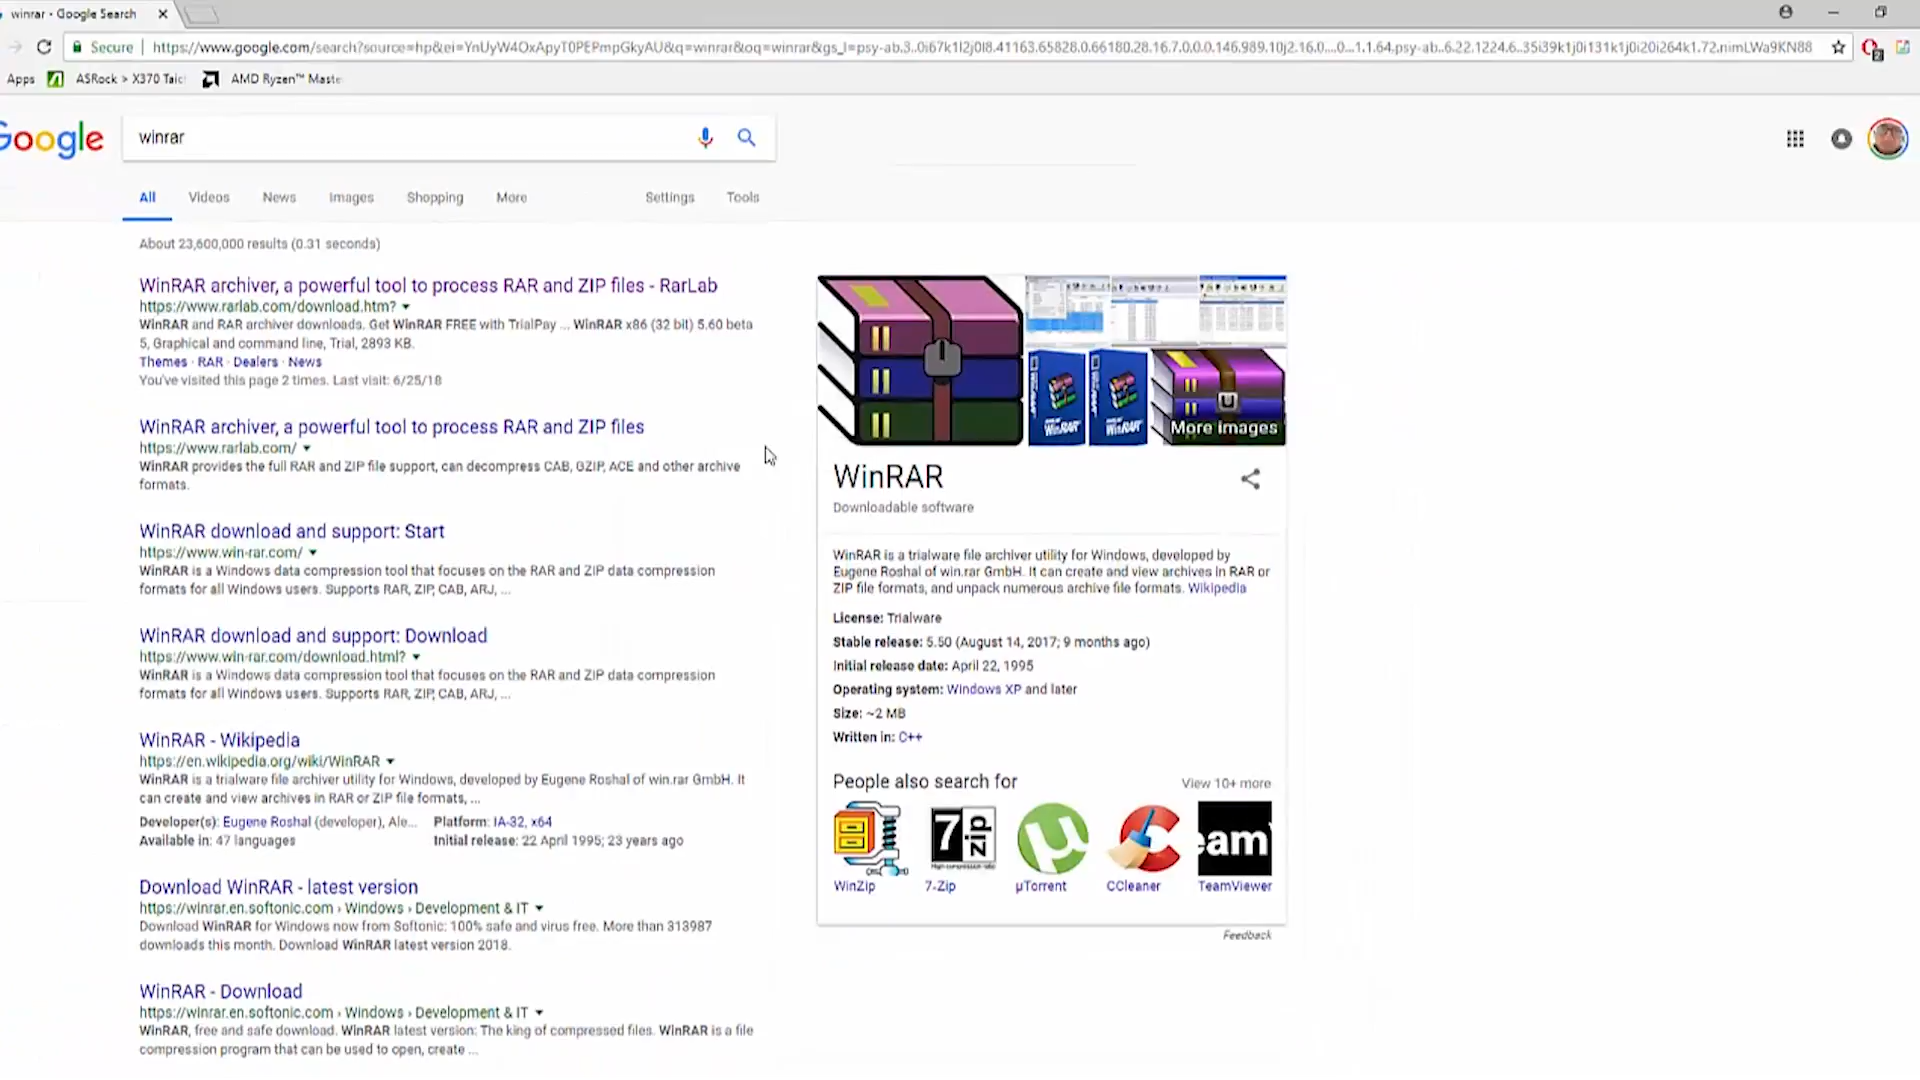 winrar - Google Search
Secure
https://www.google.com/search?source=hp&ei=YnUyW4OxApyT0PEPmpGkyAU&q=winrar&oq=winrar&gs_l=psy-ab.3..0i67k1l2j0l8.41163.65828.0.66180.28.16.7.0.0.0.146.989.10j2.16.0....0...1.1.64.psy-ab..6.22.1224.6..35i39k1j0i131k1j0i20i264k1.72.nimLWa9KN88
Apps
ASRock > X370 Taic
AMD Ryzen™ Maste
Google
winrar
All
Videos
News
Images
Shopping
More
Settings
Tools
About 23,600,000 results (0.31 seconds)
WinRAR archiver, a powerful tool to process RAR and ZIP files - RarLab
https://www.rarlab.com/download.htm?
WinRAR and RAR archiver downloads. Get WinRAR FREE with TrialPay ... WinRAR x86 (32 bit) 5.60 beta
5, Graphical and command line, Trial, 2893 KB.
Themes · RAR · Dealers · News
You've visited this page 2 times. Last visit: 6/25/18
WinRAR archiver, a powerful tool to process RAR and ZIP files
https://www.rarlab.com/
WinRAR provides the full RAR and ZIP file support, can decompress CAB, GZIP, ACE and other archive
formats.
WinRAR download and support: Start
https://www.win-rar.com/
WinRAR is a Windows data compression tool that focuses on the RAR and ZIP data compression
formats for all Windows users. Supports RAR, ZIP, CAB, ARJ, ...
WinRAR download and support: Download
https://www.win-rar.com/download.html?
WinRAR is a Windows data compression tool that focuses on the RAR and ZIP data compression
formats for all Windows users. Supports RAR, ZIP, CAB, ARJ, ...
WinRAR - Wikipedia
https://en.wikipedia.org/wiki/WinRAR
WinRAR is a trialware file archiver utility for Windows, developed by Eugene Roshal of win.rar GmbH. It
can create and view archives in RAR or ZIP file formats, ...
Developer(s): Eugene Roshal (developer), Ale... Platform: IA-32, x64
Available in: 47 languages Initial release: 22 April 1995; 23 years ago
Download WinRAR - latest version
https://winrar.en.softonic.com › Windows › Development & IT
Download WinRAR for Windows now from Softonic: 100% safe and virus free. More than 313987
downloads this month. Download WinRAR latest version 2018.
WinRAR - Download
https://winrar.en.softonic.com › Windows › Development & IT
WinRAR, free and safe download. WinRAR latest version: The king of compressed files. WinRAR is a file
compression program that can be used to open, create ...
WinRAR
WinRAR
More images
WinRAR
Downloadable software
WinRAR is a trialware file archiver utility for Windows, developed by
Eugene Roshal of win.rar GmbH. It can create and view archives in RAR or
ZIP file formats, and unpack numerous archive file formats. Wikipedia
License: Trialware
Stable release: 5.50 (August 14, 2017; 9 months ago)
Initial release date: April 22, 1995
Operating system: Windows XP and later
Size: ~2 MB
Written in: C++
People also search for
View 10+ more
7 zip
eam
WinZip
7-Zip
µTorrent
CCleaner
TeamViewer
Feedback